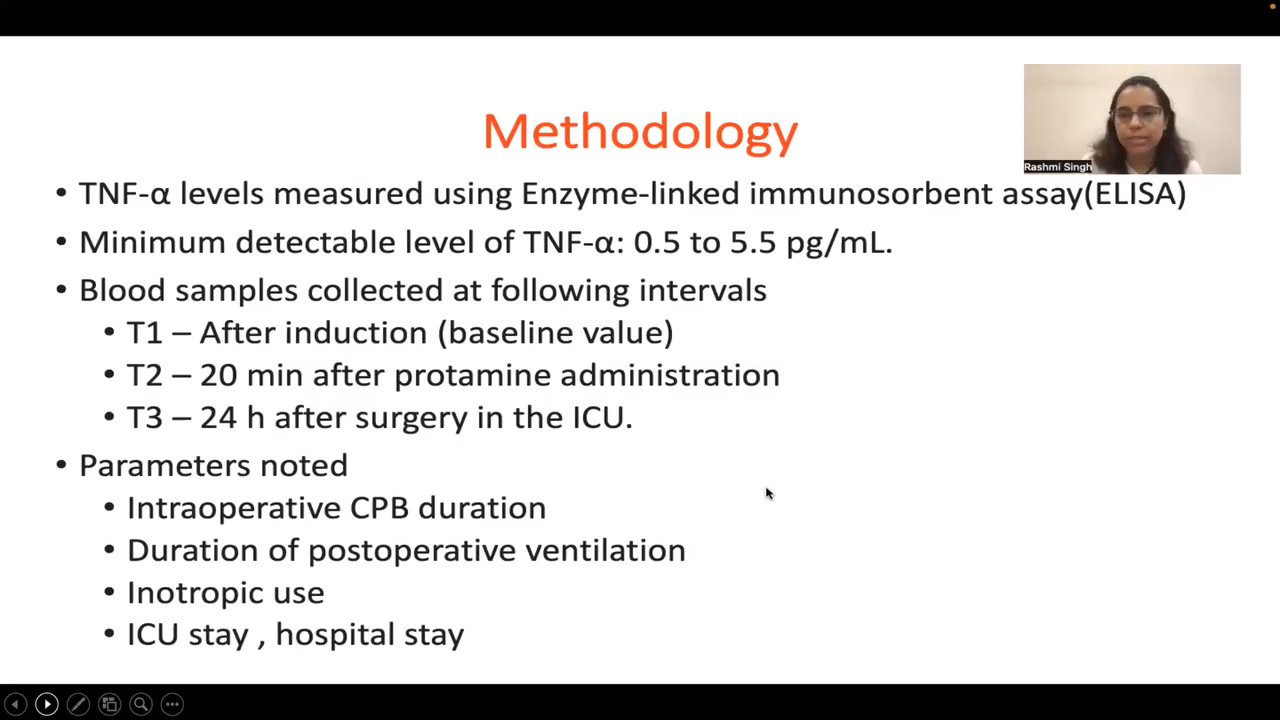 Methodology
Rashmi Singh
• TNF-α levels measured using Enzyme-linked immunosorbent assay(ELISA)
• Minimum detectable level of TNF-α: 0.5 to 5.5 pg/mL.
• Blood samples collected at following intervals
• T1 – After induction (baseline value)
• T2 – 20 min after protamine administration
• T3 – 24 h after surgery in the ICU.
• Parameters noted
• Intraoperative CPB duration
• Duration of postoperative ventilation
• Inotropic use
• ICU stay , hospital stay